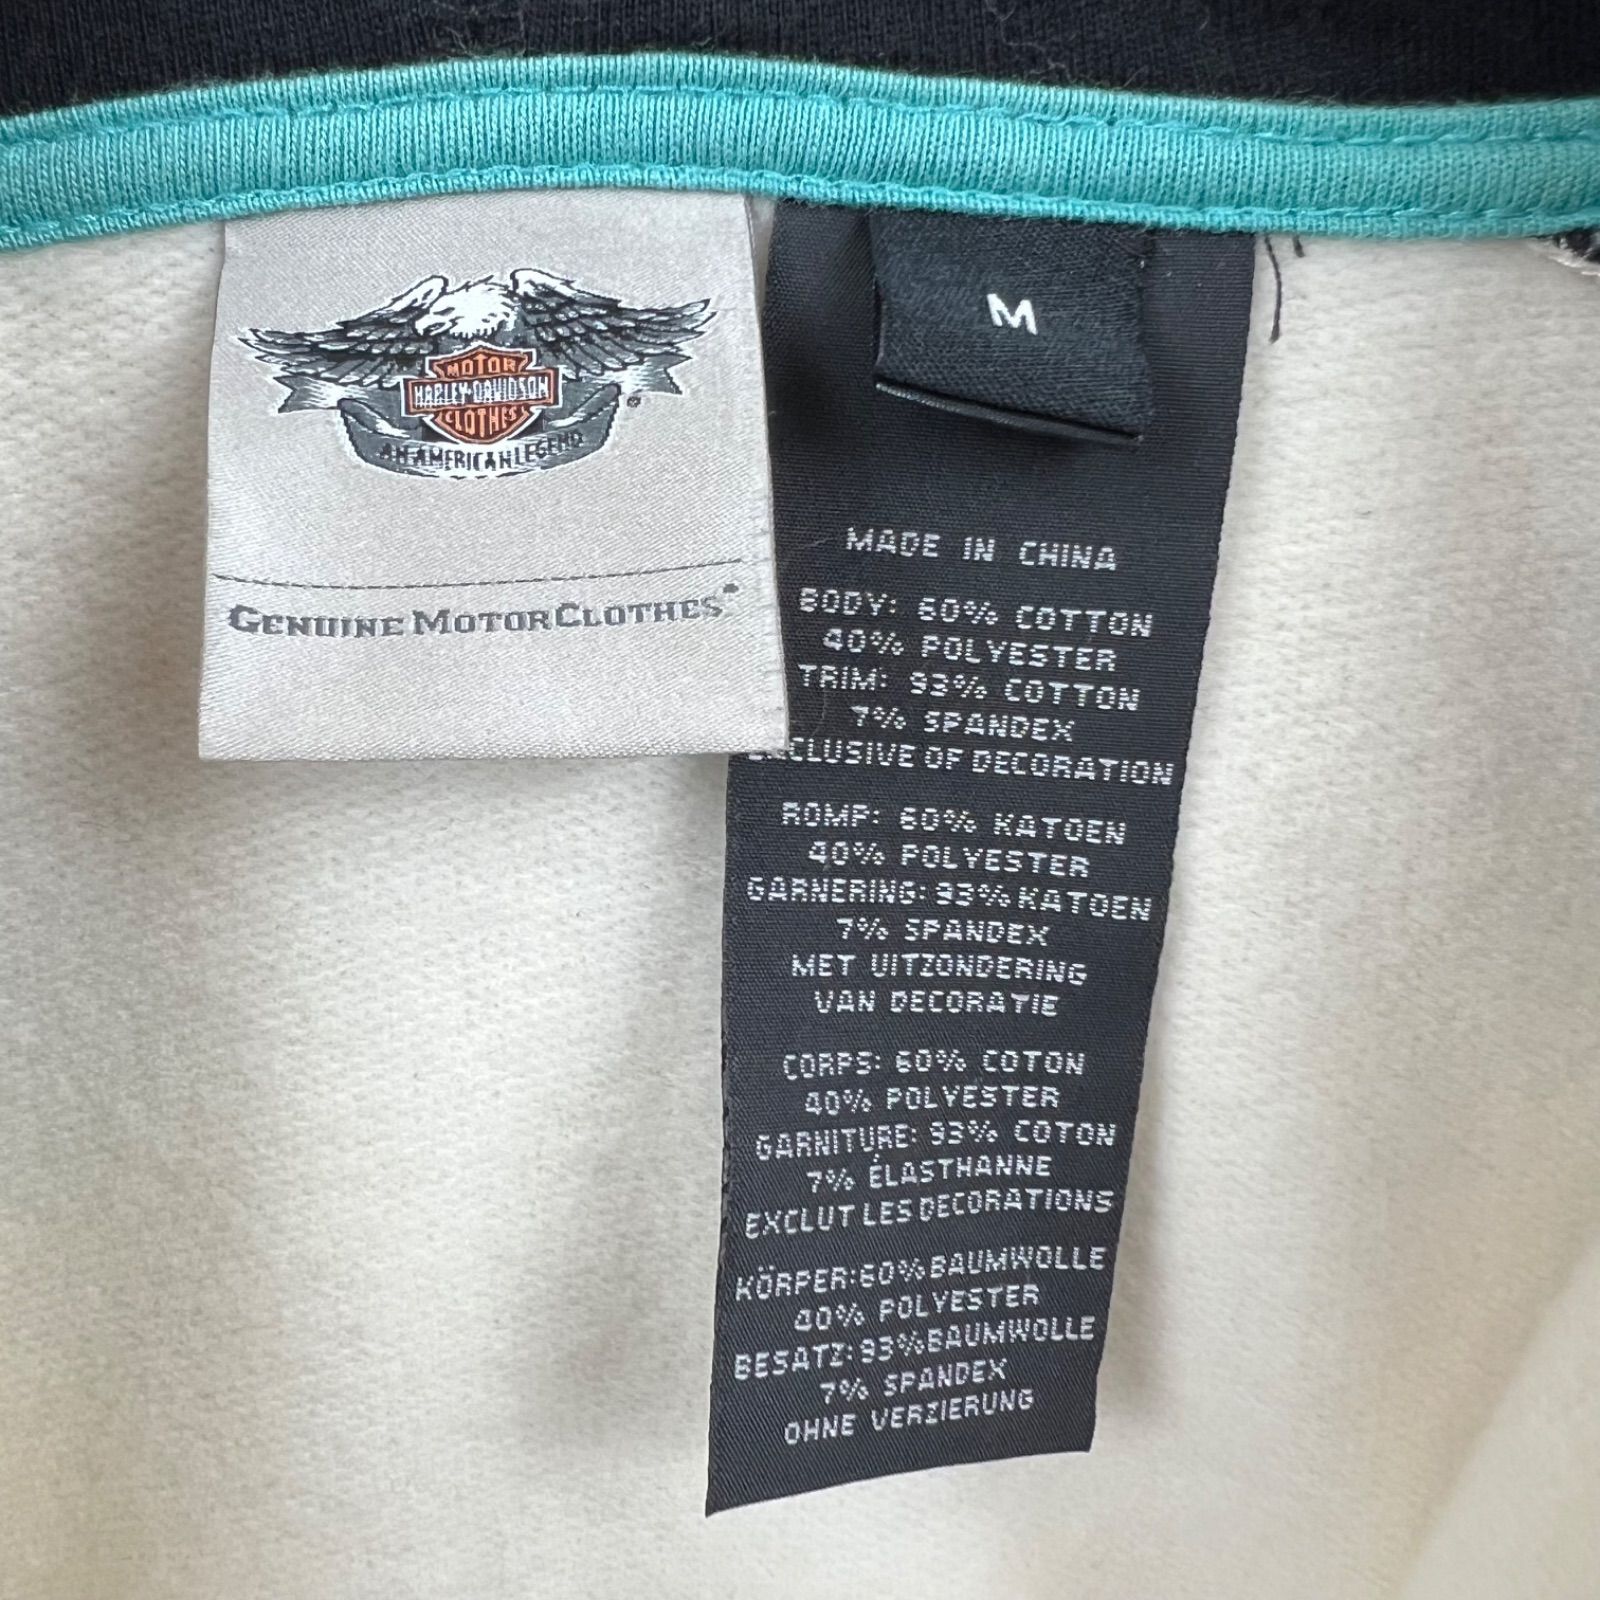 MOTOR
HARLEY-DAVIDSON
CLOTHES
AN AMERICAN LEGEND
®
GENUINE MOTORCLOTHES®
M
MADE IN CHINA
BODY: 60% COTTON
40% POLYESTER
TRIM: 93% COTTON
7% SPANDEX
EXCLUSIVE OF DECORATION
ROMP: 60% KATOEN
40% POLYESTER
GARNERING: 93% KATOEN
7% SPANDEX
MET UITZONDERING
VAN DECORATIE
CORPS: 60% COTON
40% POLYESTER
GARNITURE: 93% COTON
7% ÉLASTHANNE
EXCLUT LES DECORATIONS
KÖRPER: 60% BAUMWOLLE
40% POLYESTER
BESATZ: 93% BAUMWOLLE
7% SPANDEX
OHNE VERZIERUNG